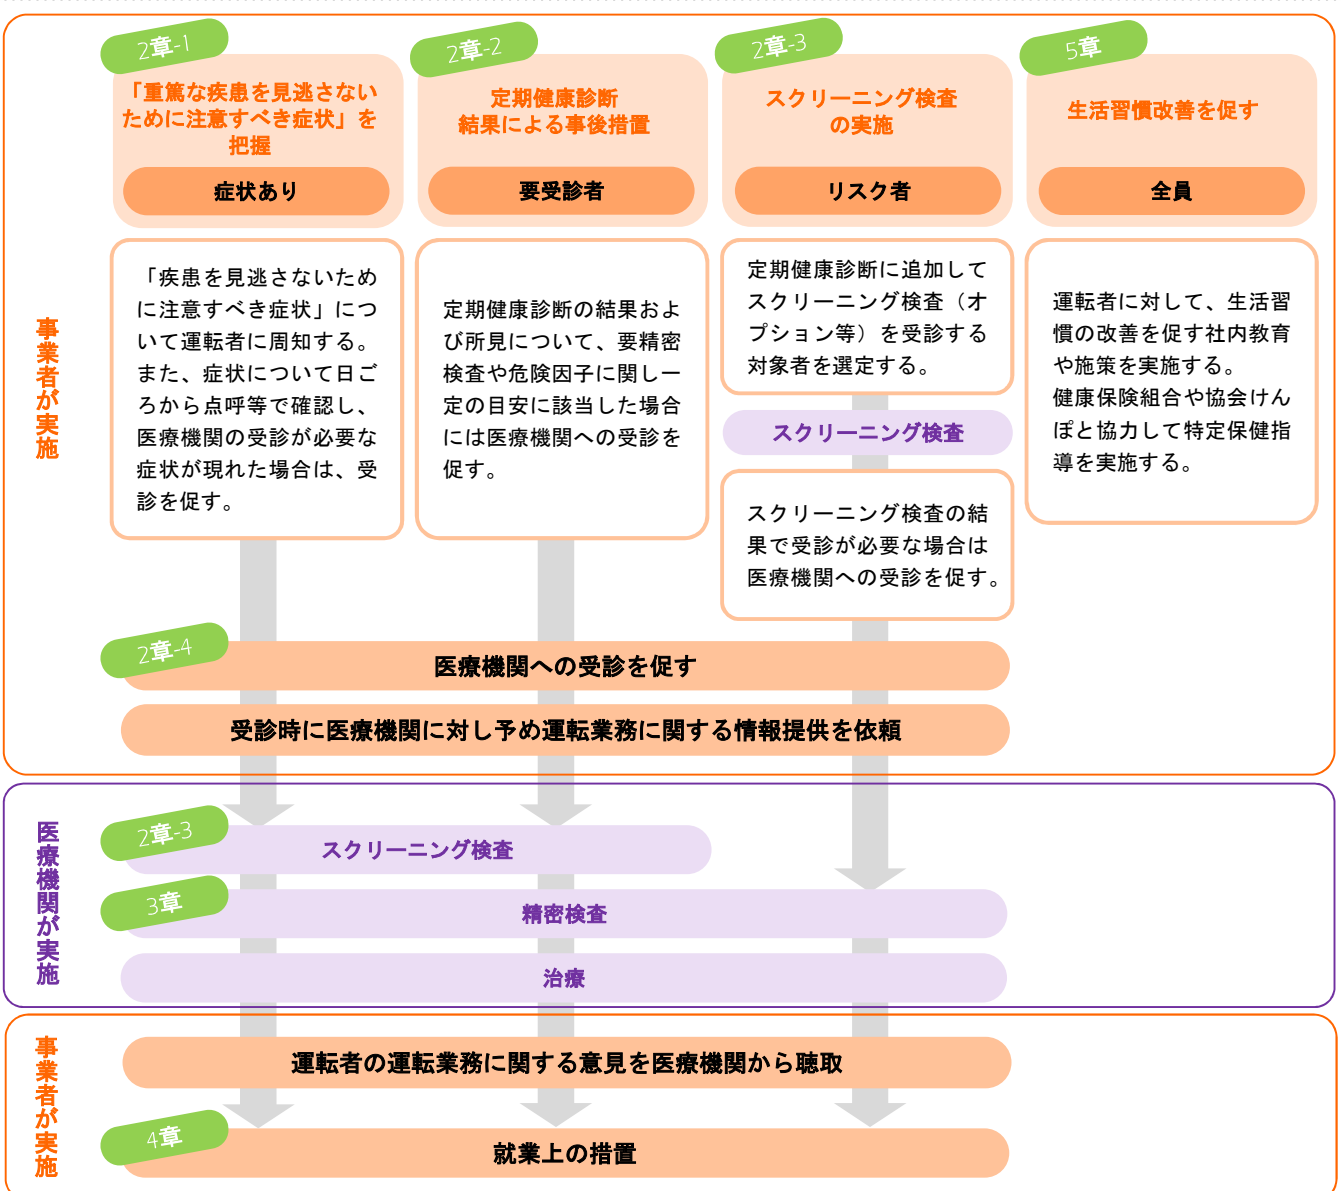 2章-1
「重篤な疾患を見逃さない
ために注意すべき症状」を
把握
症状あり
「疾患を見逃さないため
に注意すべき症状」につ
いて運転者に周知する。
また、症状について日ご
ろから点呼等で確認し、
医療機関の受診が必要な
症状が現れた場合は、受
診を促す。
2章-2
定期健康診断
結果による事後措置
要受診者
定期健康診断の結果およ
び所見について、要精密
検査や危険因子に関し一
定の目安に該当した場合
には医療機関への受診を
促す。
2章-3
スクリーニング検査
の実施
リスク者
定期健康診断に追加して
スクリーニング検査（オ
プション等）を受診する
対象者を選定する。
スクリーニング検査
スクリーニング検査の結
果で受診が必要な場合は
医療機関への受診を促す。
5章
生活習慣改善を促す
全員
運転者に対して、生活習
慣の改善を促す社内教育
や施策を実施する。
健康保険組合や協会けん
ぽと協力して特定保健指
導を実施する。
事業者が実施
2章-4
医療機関への受診を促す
受診時に医療機関に対し予め運転業務に関する情報提供を依頼
医療機関が実施
2章-3
スクリーニング検査
3章
精密検査
治療
事業者が実施
運転者の運転業務に関する意見を医療機関から聴取
4章
就業上の措置